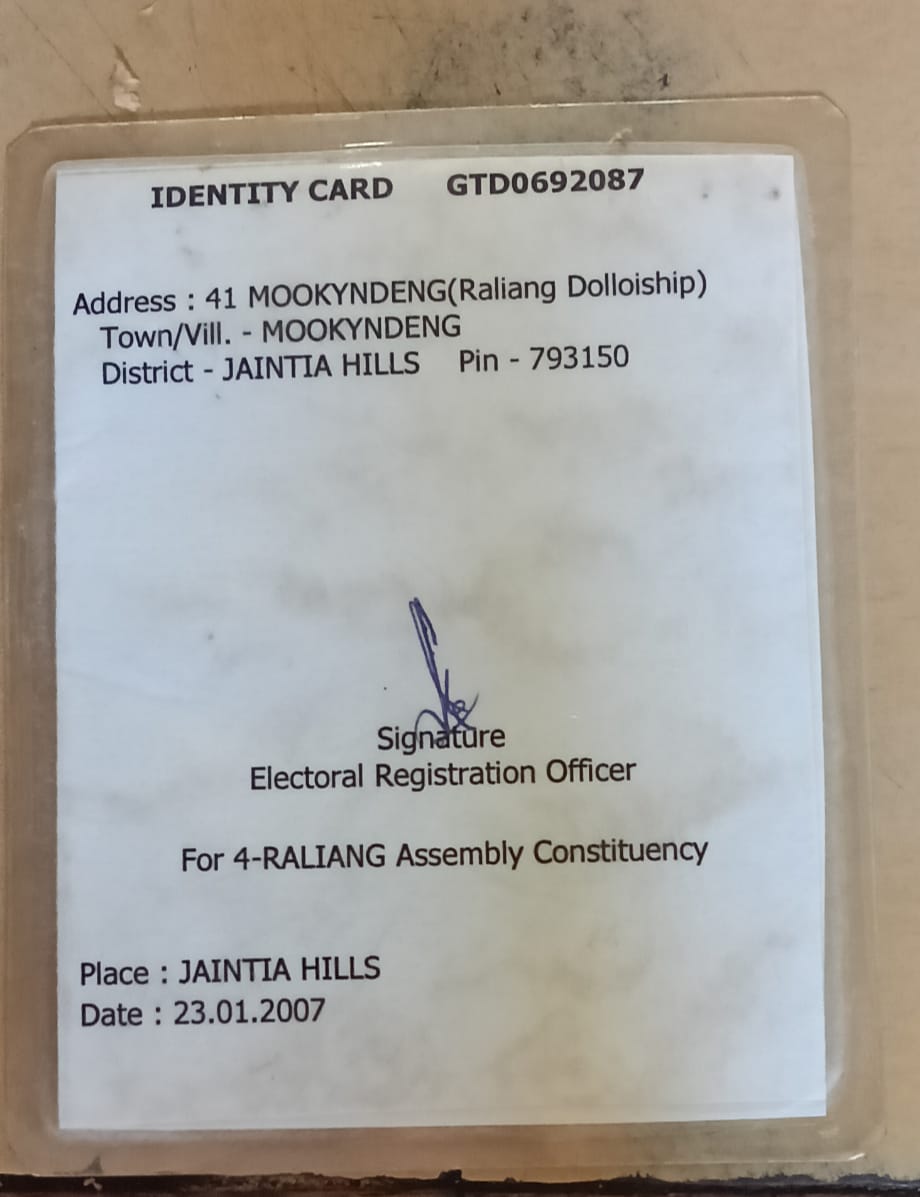 IDENTITY CARD GTD0692087
Address : 41 MOOKYNDENG(Raliang Dolloiship)
Town/Vill. - MOOKYNDENG
District - JAINTIA HILLS Pin - 793150
Signature
Electoral Registration Officer
For 4-RALIANG Assembly Constituency
Place : JAINTIA HILLS
Date : 23.01.2007